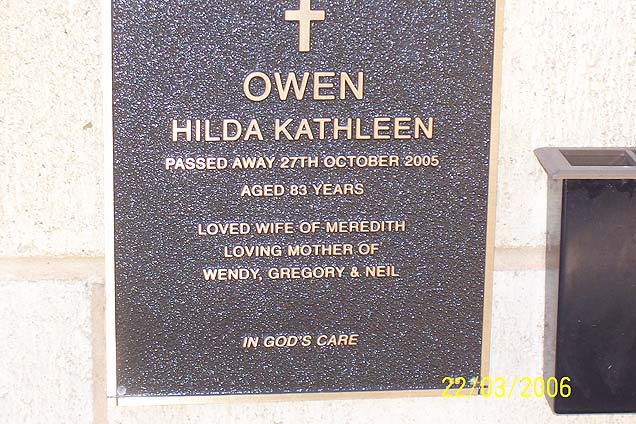 OWEN
HILDA KATHLEEN
PASSED AWAY 27TH OCTOBER 2005
AGED 83 YEARS
LOVED WIFE OF MEREDITH
LOVING MOTHER OF
WENDY, GREGORY & NEIL
IN GOD'S CARE
22/03/2006